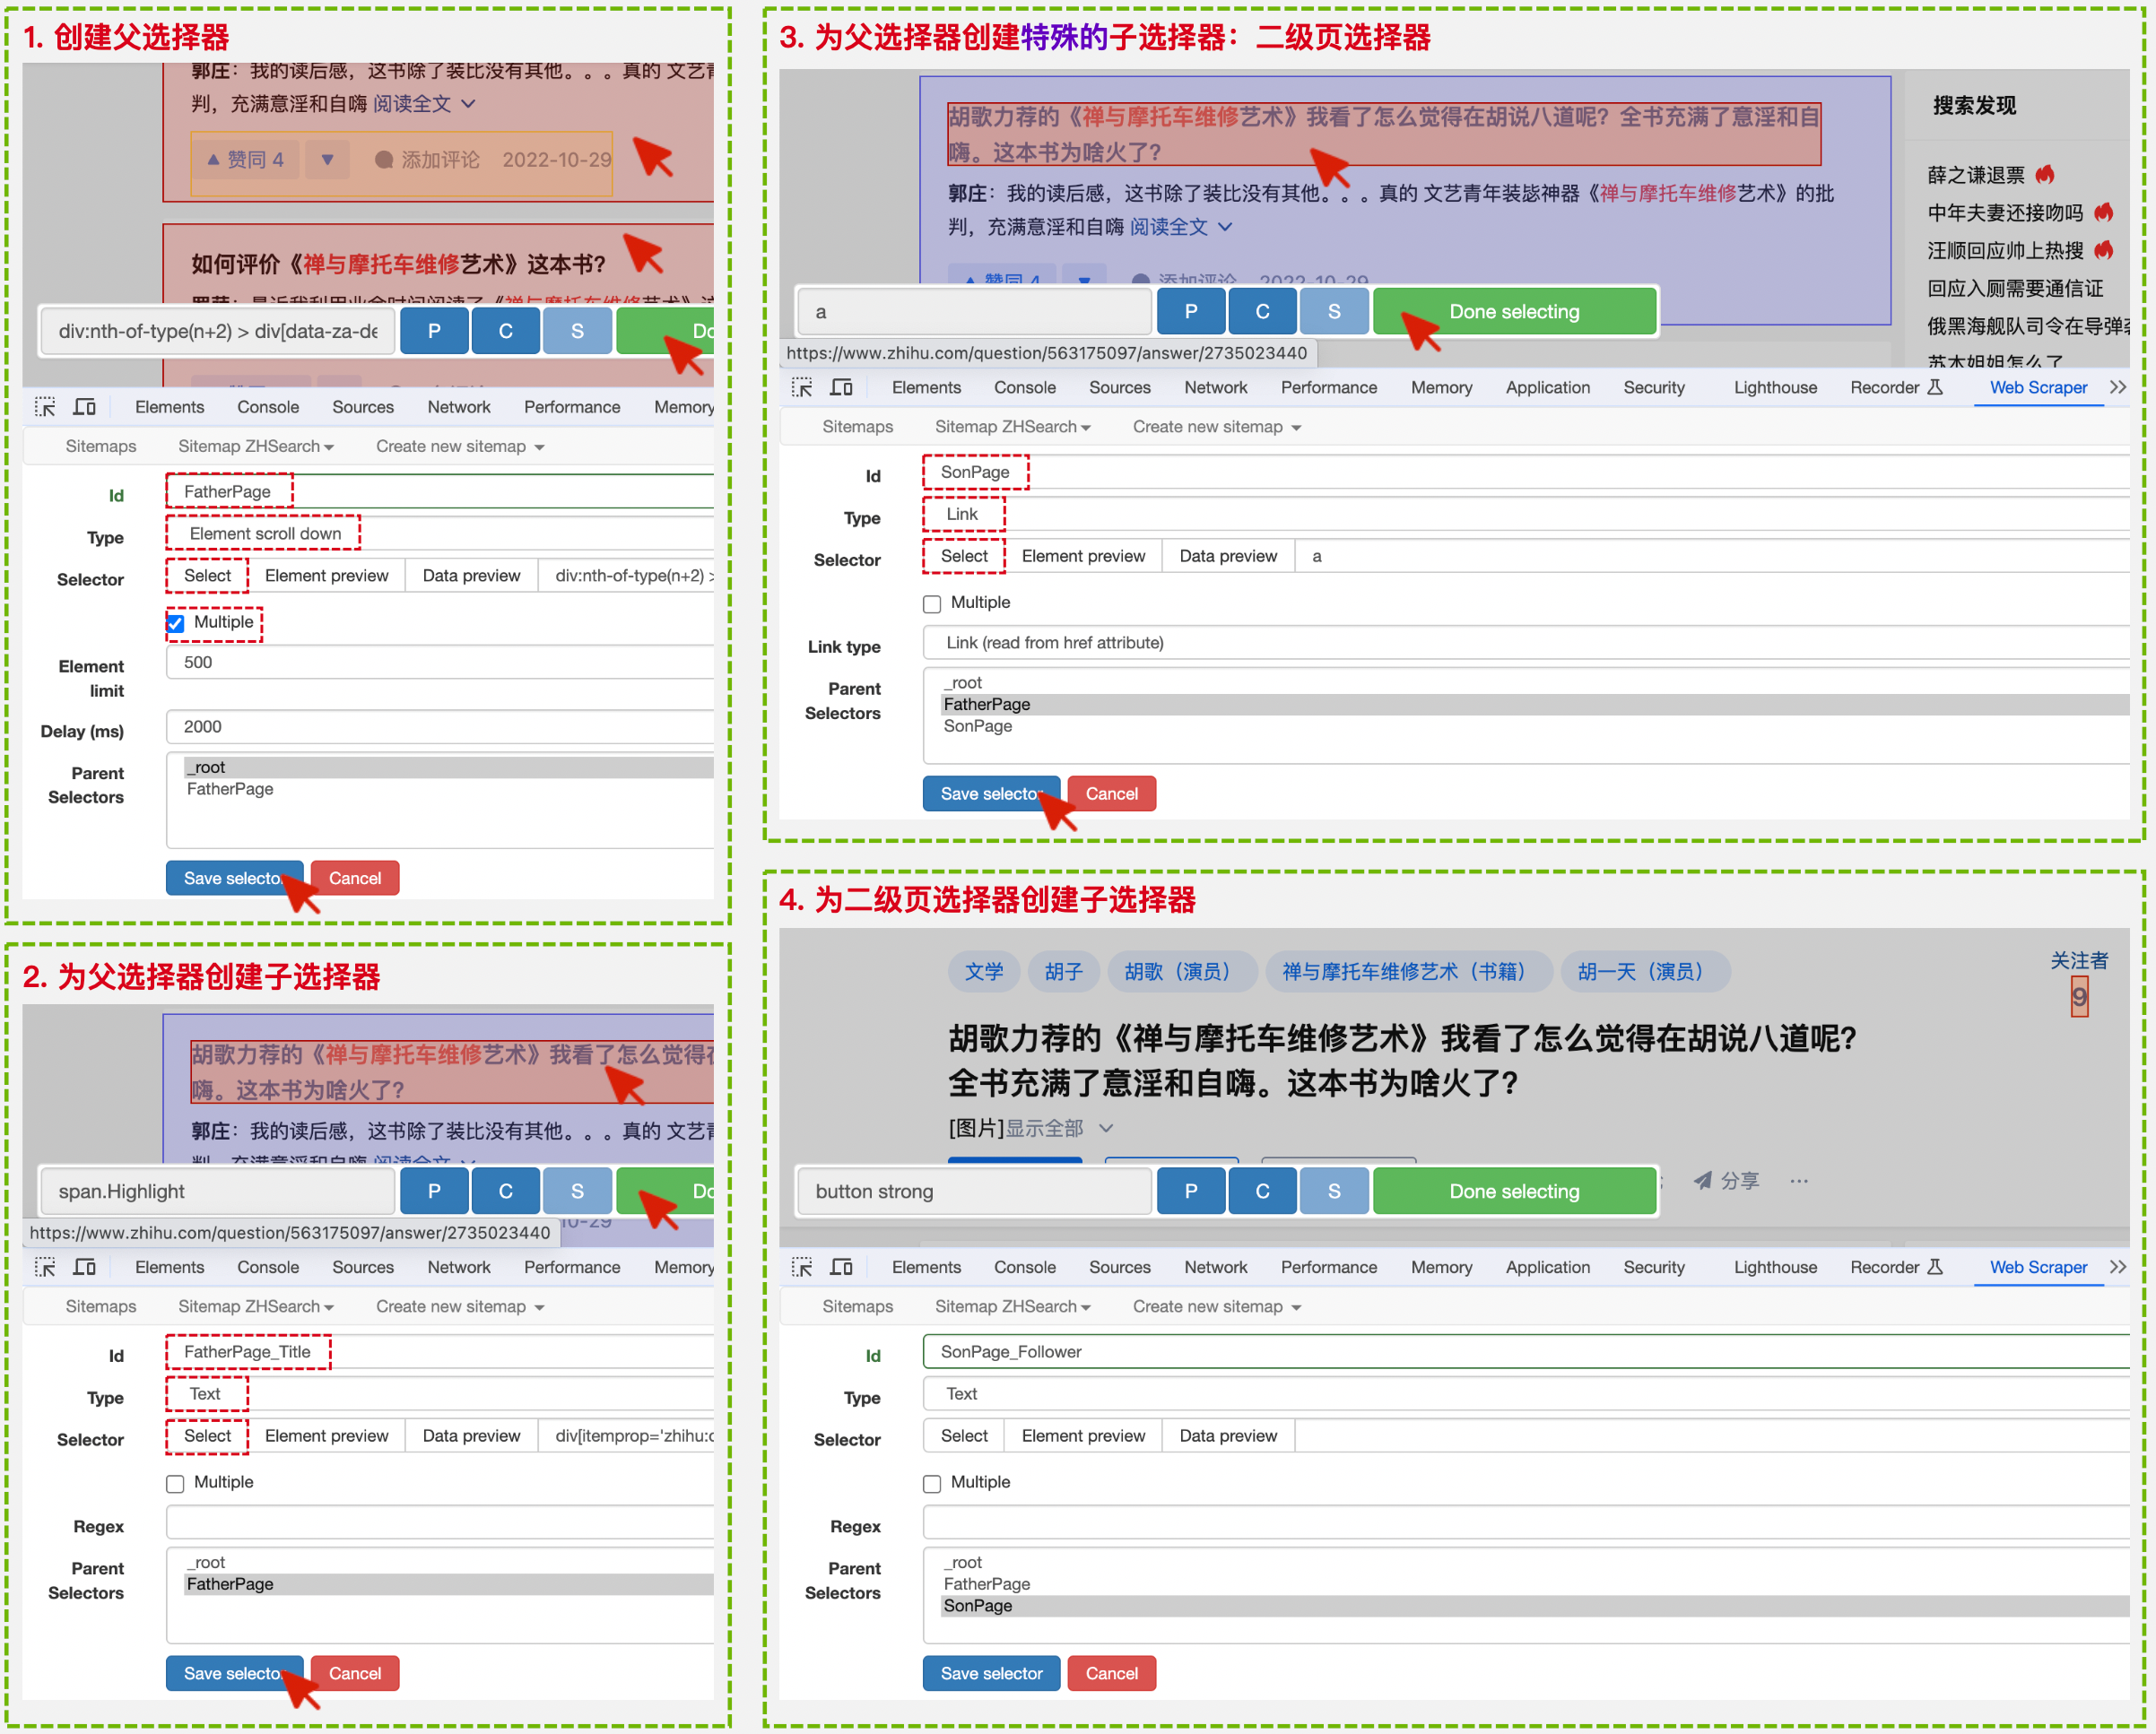 1. 创建父选择器
郭庄：我的读后感，这书除了装比没有其他。。。真的 文艺青
判，充满意淫和自嗨 阅读全文
赞同 4 添加评论 2022-10-29
如何评价《禅与摩托车维修艺术》这本书？
div:nth-of-type(n+2) > div[data-za-de P C S Do
Elements Console Sources Network Performance Memory
Sitemaps Sitemap ZHSearch Create new sitemap
Id FatherPage
Type Element scroll down
Selector Select Element preview Data preview div:nth-of-type(n+2) >
Multiple
Element limit 500
Delay (ms) 2000
Parent Selectors _root
FatherPage
Save selector Cancel
2. 为父选择器创建子选择器
胡歌力荐的《禅与摩托车维修艺术》我看了怎么觉得在
嗨。这本书为啥火了？
郭庄：我的读后感，这书除了装比没有其他。。。真的 文艺青
span.Highlight P C S Do
https://www.zhihu.com/question/563175097/answer/2735023440 10-29
Elements Console Sources Network Performance Memory
Sitemaps Sitemap ZHSearch Create new sitemap
Id FatherPage_Title
Type Text
Selector Select Element preview Data preview div[itemprop='zhihu:q
Multiple
Regex
Parent Selectors _root
FatherPage
Save selector Cancel
3. 为父选择器创建特殊的子选择器：二级页选择器
胡歌力荐的《禅与摩托车维修艺术》我看了怎么觉得在胡说八道呢？全书充满了意淫和自
嗨。这本书为啥火了？
郭庄：我的读后感，这书除了装比没有其他。。。真的 文艺青年装毖神器《禅与摩托车维修艺术》的批
判，充满意淫和自嗨 阅读全文
赞同 4 添加评论 2022-10-29
搜索发现
薛之谦退票
中年夫妻还接吻吗
汪顺回应帅上热搜
回应入厕需要通信证
俄黑海舰队司令在导弹袭
苏木姐姐怎么了
a P C S Done selecting
https://www.zhihu.com/question/563175097/answer/2735023440
Elements Console Sources Network Performance Memory Application Security Lighthouse Recorder Web Scraper
Sitemaps Sitemap ZHSearch Create new sitemap
Id SonPage
Type Link
Selector Select Element preview Data preview a
Multiple
Link type Link (read from href attribute)
Parent Selectors _root
FatherPage
SonPage
Save selector Cancel
4. 为二级页选择器创建子选择器
文学 胡子 胡歌（演员） 禅与摩托车维修艺术（书籍） 胡一天（演员）
关注者
9
胡歌力荐的《禅与摩托车维修艺术》我看了怎么觉得在胡说八道呢？
全书充满了意淫和自嗨。这本书为啥火了？
[图片]显示全部
button strong P C S Done selecting 分享 ...
Elements Console Sources Network Performance Memory Application Security Lighthouse Recorder Web Scraper
Sitemaps Sitemap ZHSearch Create new sitemap
Id SonPage_Follower
Type Text
Selector Select Element preview Data preview
Multiple
Regex
Parent Selectors _root
FatherPage
SonPage
Save selector Cancel